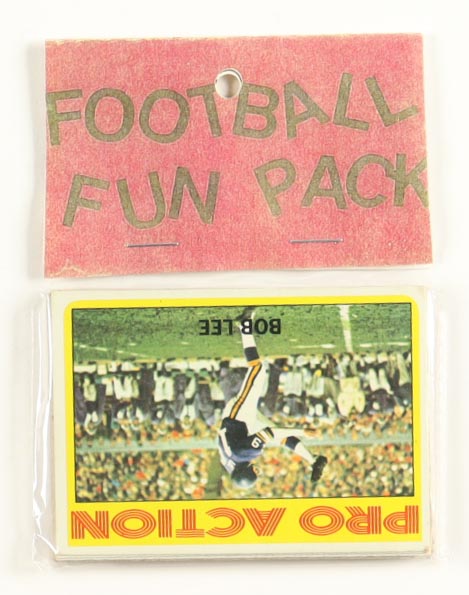 FOOTBALL
FUN PACK
BOB LEE
PRO ACTION